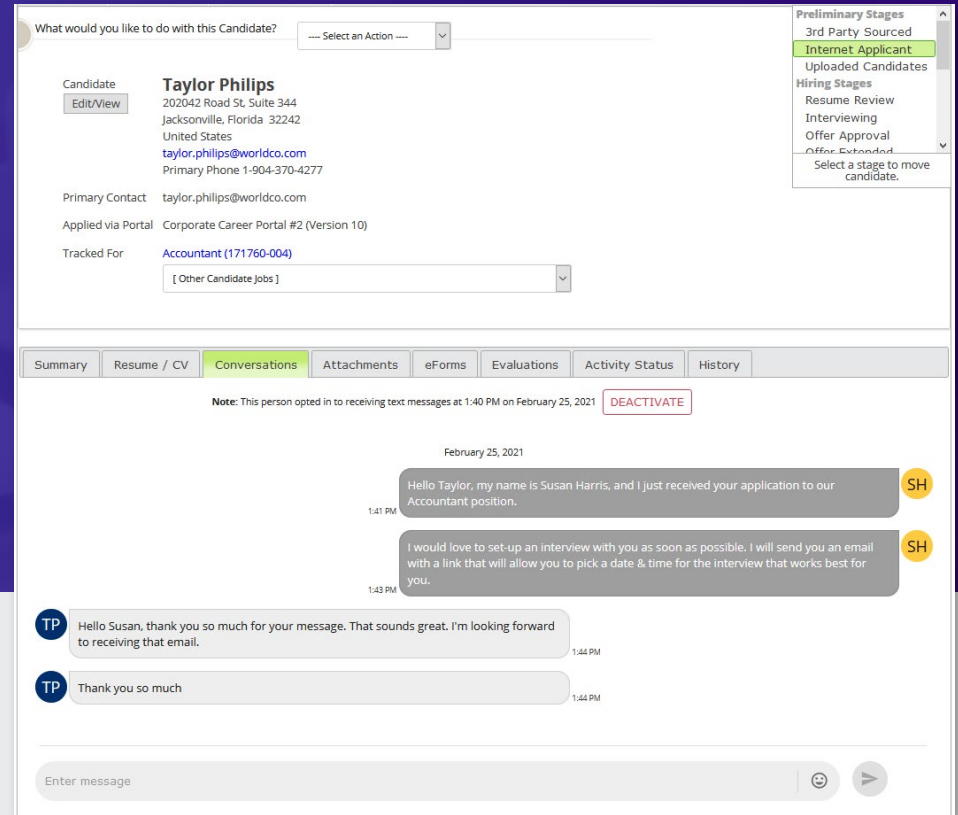 What would you like to do with this Candidate?
---- Select an Action ----
Preliminary Stages
3rd Party Sourced
Internet Applicant
Uploaded Candidates
Hiring Stages
Resume Review
Interviewing
Offer Approval
Offer Extended
Select a stage to move
candidate.
Candidate
Edit/View
Taylor Philips
202042 Road St, Suite 344
Jacksonville, Florida 32242
United States
taylor.philips@worldco.com
Primary Phone 1-904-370-4277
Primary Contact taylor.philips@worldco.com
Applied via Portal Corporate Career Portal #2 (Version 10)
Tracked For Accountant (171760-004)
[ Other Candidate Jobs ]
Summary Resume / CV Conversations Attachments eForms Evaluations Activity Status History
Note: This person opted in to receiving text messages at 1:40 PM on February 25, 2021 DEACTIVATE
February 25, 2021
Hello Taylor, my name is Susan Harris, and I just received your application to our
Accountant position.
SH
1:41 PM
I would love to set-up an interview with you as soon as possible. I will send you an email
with a link that will allow you to pick a date & time for the interview that works best for
you.
SH
1:43 PM
TP
Hello Susan, thank you so much for your message. That sounds great. I'm looking forward
to receiving that email.
1:44 PM
TP
Thank you so much
1:44 PM
Enter message